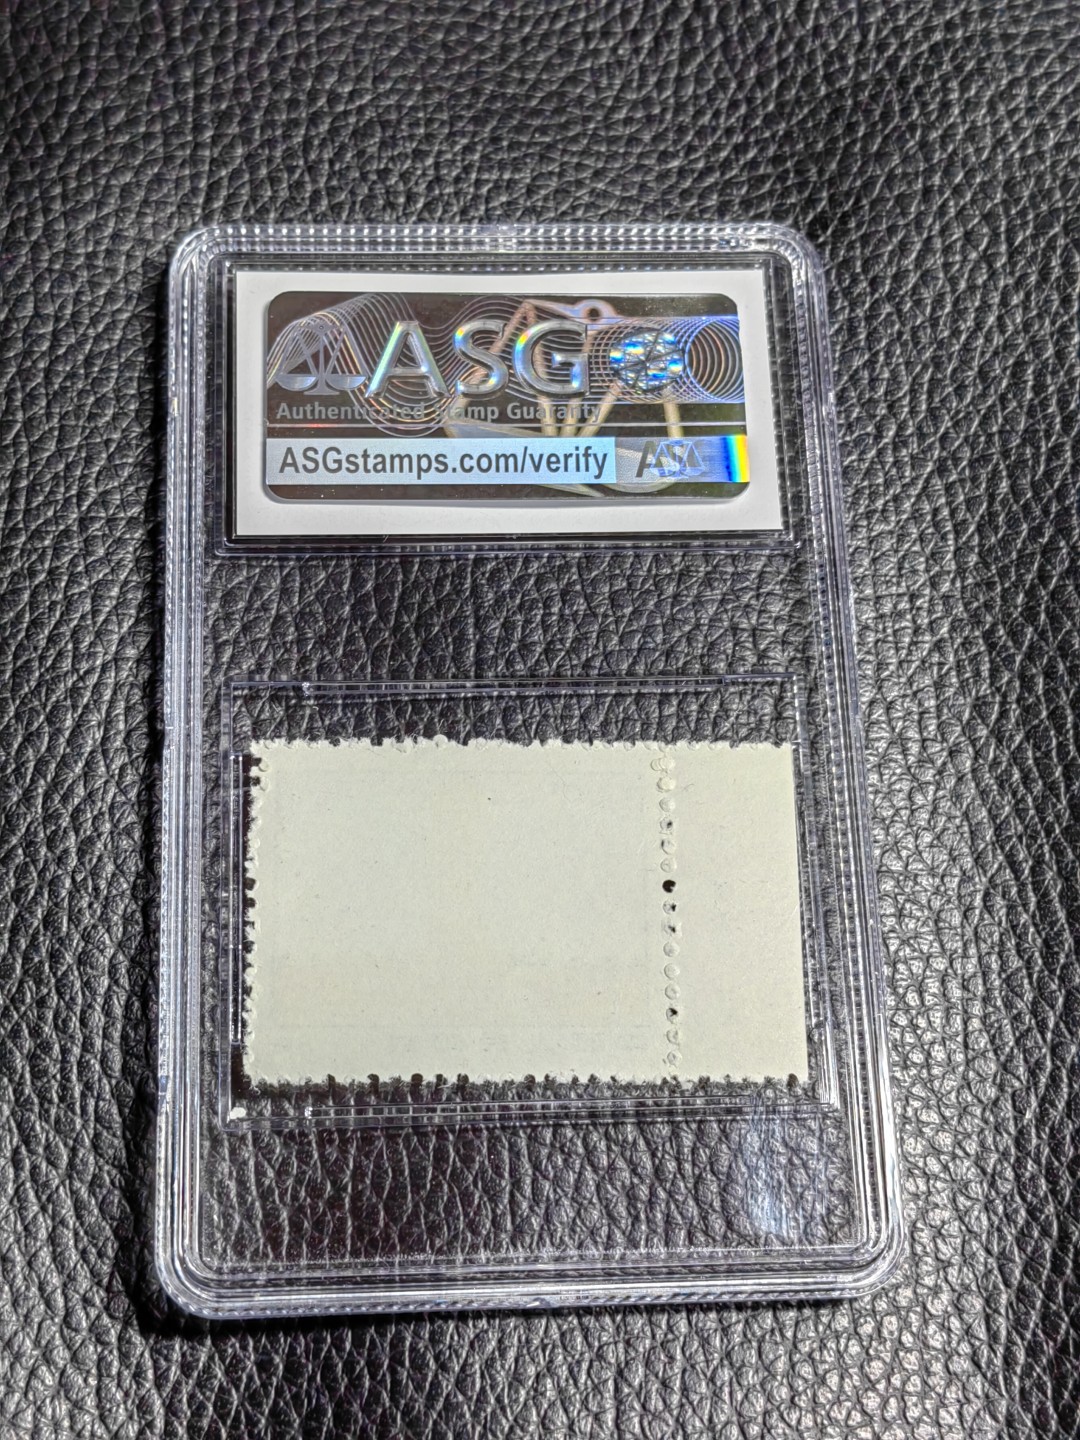 ASG
Authenticated Stamp Guaranty
ASGstamps.com/verify